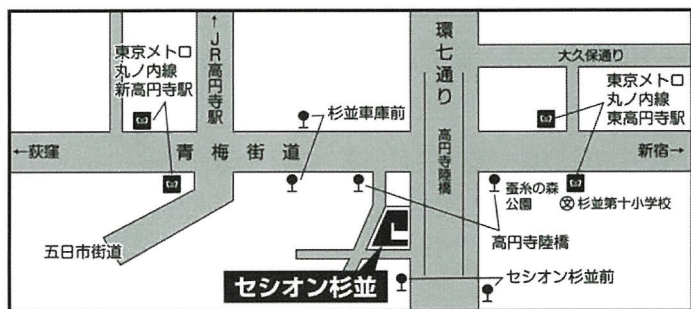 ↑JR高円寺駅
環七通り
大久保通り
東京メトロ
丸ノ内線
新高円寺駅
東京メトロ
丸ノ内線
東高円寺駅
杉並車庫前
高円寺陸橋
←荻窪
青梅街道
新宿→
蚕糸の森
公園
文 杉並第十小学校
高円寺陸橋
五日市街道
セシオン杉並
セシオン杉並前